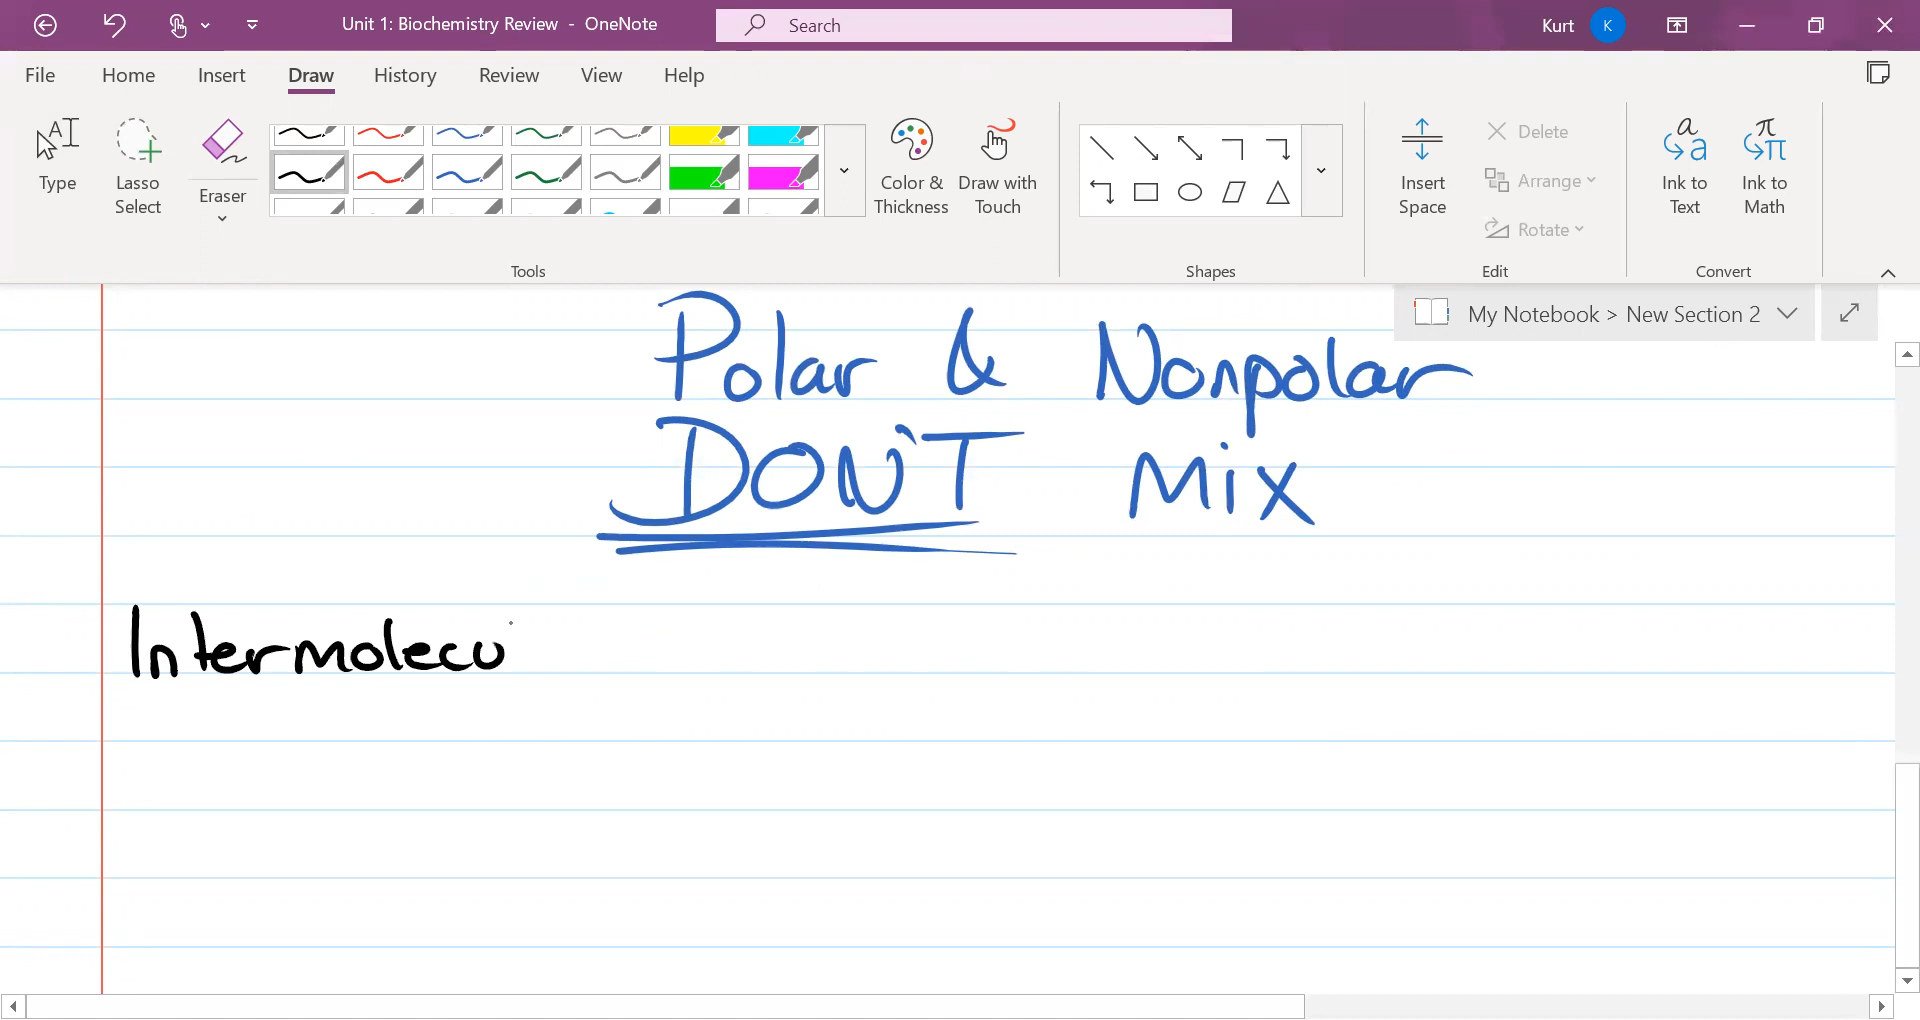 Unit 1: Biochemistry Review - OneNote
Search
Kurt
K
File Home Insert Draw History Review View Help
Type
Lasso Select
Eraser
Color & Thickness
Draw with Touch
Insert Space
Delete
Arrange
Rotate
Ink to Text
Ink to Math
Tools
Shapes
Edit
Convert
My Notebook > New Section 2
Polar & Nonpolar
DON'T Mix
Intermolecu